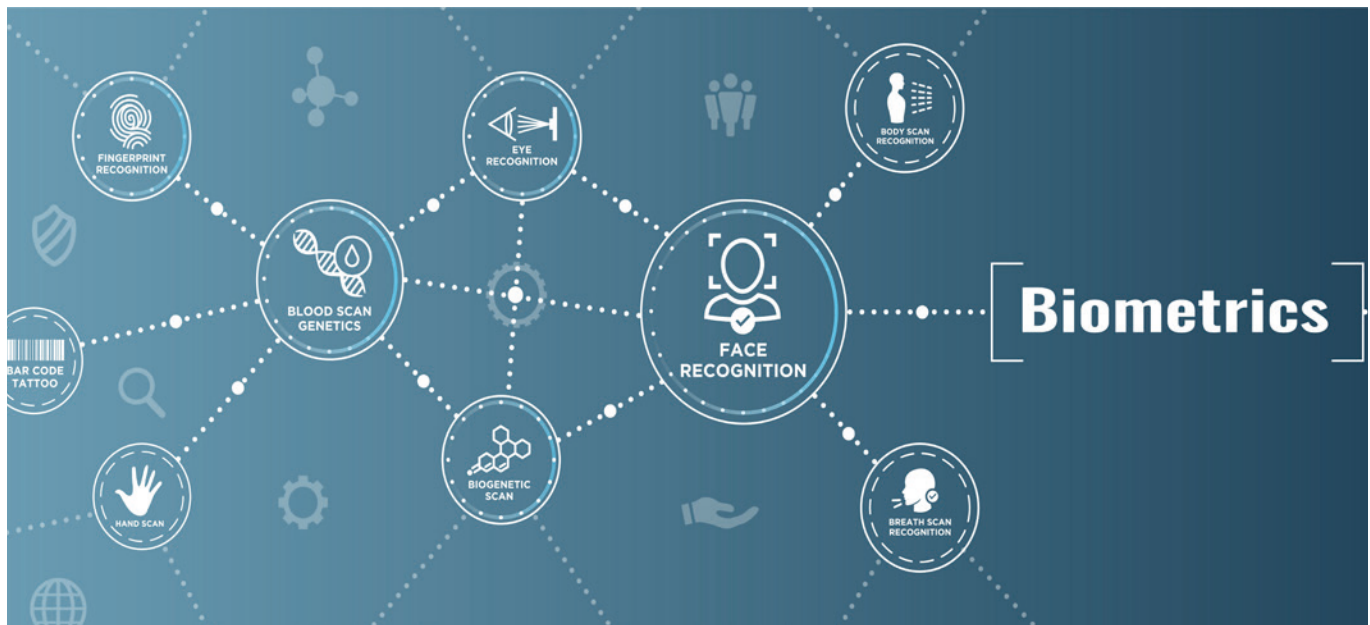 FINGERPRINT
RECOGNITION
EYE
RECOGNITION
BODY SCAN
RECOGNITION
BLOOD SCAN
GENETICS
BAR CODE
TATTOO
FACE
RECOGNITION
Biometrics
HAND SCAN
BIOGENETIC
SCAN
BREATH SCAN
RECOGNITION